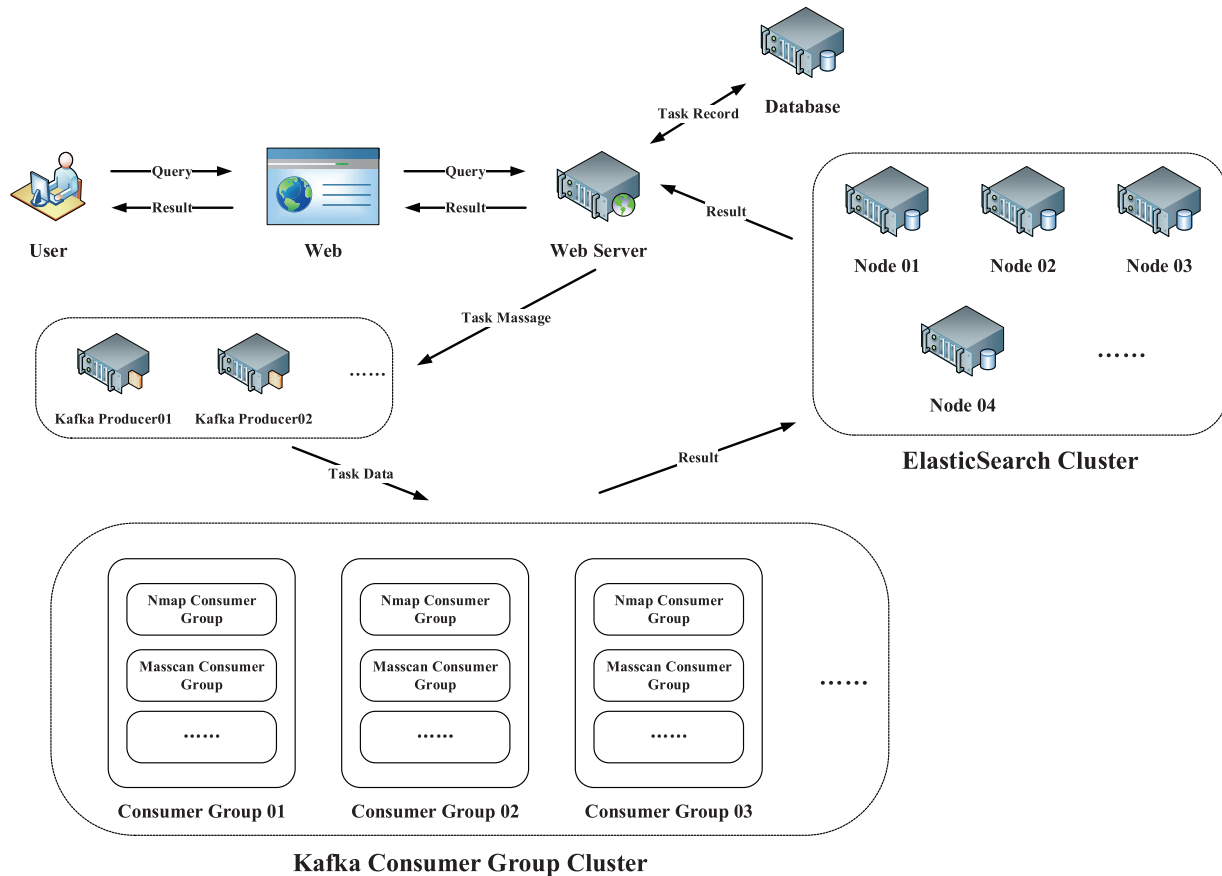 Database
Task Record
Query
Result
User
Web
Query
Result
Web Server
Result
Node 01
Node 02
Node 03
Node 04
……
ElasticSearch Cluster
Task Massage
Kafka Producer01
Kafka Producer02
……
Task Data
Result
Nmap Consumer
Group
Masscan Consumer
Group
……
Consumer Group 01
Nmap Consumer
Group
Masscan Consumer
Group
……
Consumer Group 02
Nmap Consumer
Group
Masscan Consumer
Group
……
Consumer Group 03
……
Kafka Consumer Group Cluster